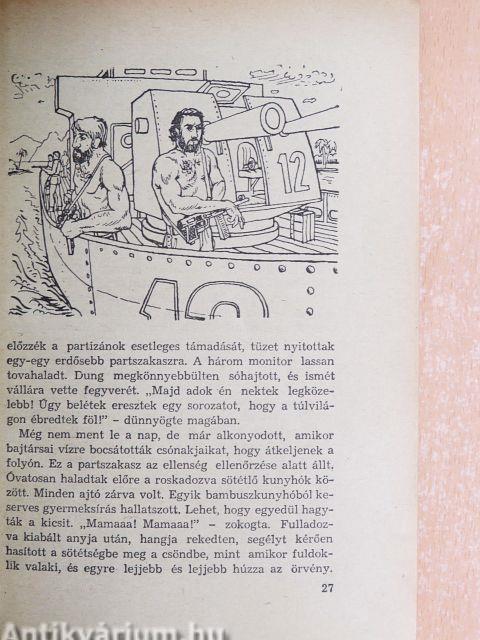 12
12
előzzék a partizánok esetleges támadását, tüzet nyitottak
egy-egy erdősebb partszakaszra. A három monitor lassan
tovahaladt. Dung megkönnyebbülten sóhajtott, és ismét
vállára vette fegyverét. „Majd adok én nektek legköze-
lebb! Úgy belétek eresztek egy sorozatot, hogy a túlvilá-
gon ébredtek föl!” – dünnyögte magában.
Még nem ment le a nap, de már alkonyodott, amikor
bajtársai vízre bocsátották csónakjaikat, hogy átkeljenek a
folyón. Ez a partszakasz az ellenség ellenőrzése alatt állt.
Óvatosan haladtak előre a roskadozva sötétlő kunyhók kö-
zött. Minden ajtó zárva volt. Egyik bambuszkunyhóból ke-
serves gyermeksírás hallatszott. Lehet, hogy egyedül hagy-
ták a kicsit. „Mamaaa! Mamaaa!” – zokogta. Fulladoz-
va kiabált anyja után, hangja rekedten, segélyt kérően
hasított a sötétségbe meg a csöndbe, mint amikor fuldok-
lik valaki, és egyre lejjebb és lejjebb húzza az örvény.
27
Antikvárium.hu